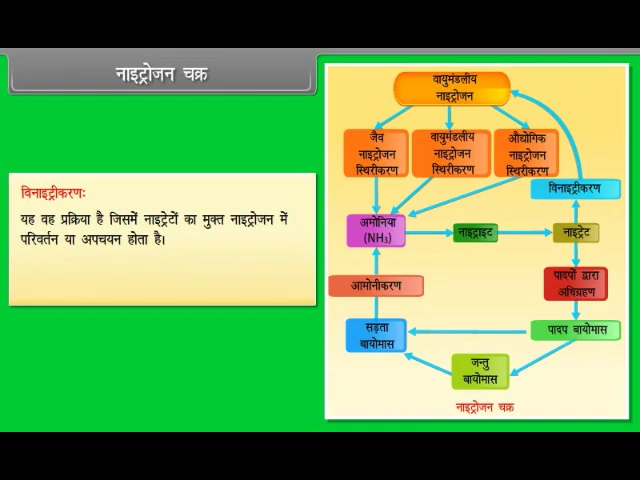 नाइट्रोजन चक्र
विनाइट्रीकरणः
यह वह प्रक्रिया है जिसमें नाइट्रेटों का मुक्त नाइट्रोजन में
परिवर्तन या अपचयन होता है।
वायुमंडलीय
नाइट्रोजन
जैव
नाइट्रोजन
स्थिरीकरण
वायुमंडलीय
नाइट्रोजन
स्थिरीकरण
औद्योगिक
नाइट्रोजन
स्थिरीकरण
विनाइट्रीकरण
अमोनिया
(NH₃)
नाइट्राइट
नाइट्रेट
आमोनीकरण
पादपों द्वारा
अधिग्रहण
सड़ता
बायोमास
पादप बायोमास
जन्तु
बायोमास
नाइट्रोजन चक्र